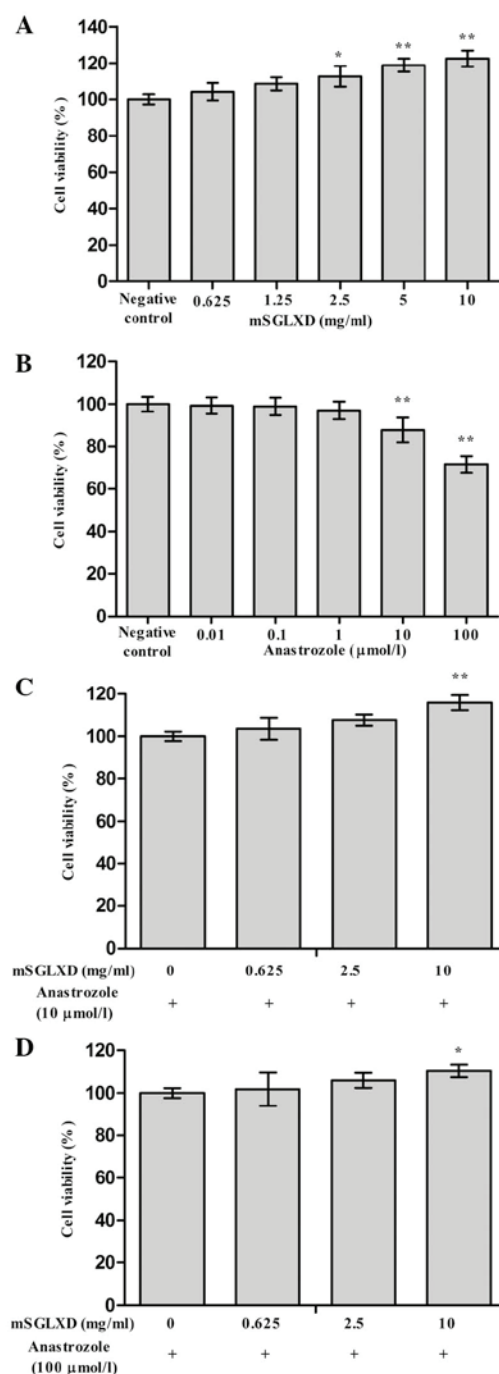 A
Cell viability (%)
140
120
100
80
60
40
20
0
* ** **
Negative control 0.625 1.25 2.5 5 10
mSGLXD (mg/ml)
B
Cell viability (%)
120
100
80
60
40
20
0
** **
Negative control 0.01 0.1 1 10 100
Anastrozole (μmol/l)
C
Cell viability (%)
120
100
80
60
40
20
0
**
mSGLXD (mg/ml) 0 0.625 2.5 10
Anastrozole (10 μmol/l) + + + +
D
Cell viability (%)
120
100
80
60
40
20
0
*
mSGLXD (mg/ml) 0 0.625 2.5 10
Anastrozole (100 μmol/l) + + + +